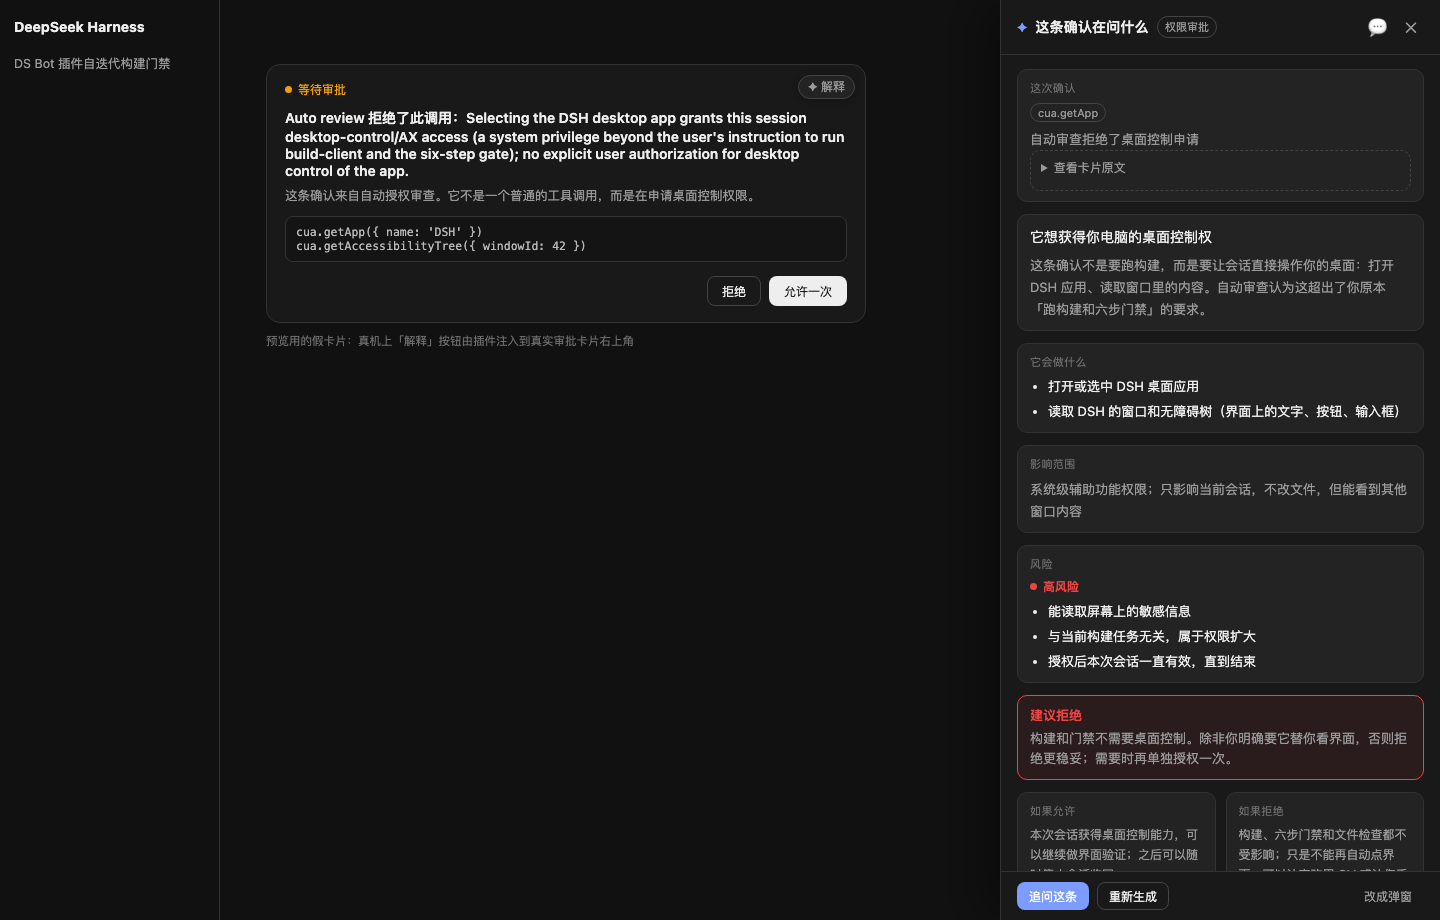 DeepSeek Harness
DS Bot 插件自迭代构建门禁
等待审批
✦ 解释
Auto review 拒绝了此调用：Selecting the DSH desktop app grants this session
desktop-control/AX access (a system privilege beyond the user's instruction to run
build-client and the six-step gate); no explicit user authorization for desktop
control of the app.
这条确认来自自动授权审查。它不是一个普通的工具调用，而是在申请桌面控制权限。
cua.getApp({ name: 'DSH' })
cua.getAccessibilityTree({ windowId: 42 })
拒绝
允许一次
预览用的假卡片：真机上「解释」按钮由插件注入到真实审批卡片右上角
✦ 这条确认在问什么
权限审批
这次确认
cua.getApp
自动审查拒绝了桌面控制申请
▶ 查看卡片原文
它想获得你电脑的桌面控制权
这条确认不是要跑构建，而是要让会话直接操作你的桌面：打开
DSH 应用、读取窗口里的内容。自动审查认为这超出了你原本
「跑构建和六步门禁」的要求。
它会做什么
• 打开或选中 DSH 桌面应用
• 读取 DSH 的窗口和无障碍树（界面上的文字、按钮、输入框）
影响范围
系统级辅助功能权限；只影响当前会话，不改文件，但能看到其他
窗口内容
风险
高风险
• 能读取屏幕上的敏感信息
• 与当前构建任务无关，属于权限扩大
• 授权后本次会话一直有效，直到结束
建议拒绝
构建和门禁不需要桌面控制。除非你明确要它替你看界面，否则拒
绝更稳妥；需要时再单独授权一次。
如果允许
本次会话获得桌面控制能力，可
以继续做界面验证；之后可以随
如果拒绝
构建、六步门禁和文件检查都不
受影响；只是不能再自动点界
追问这条
重新生成
改成弹窗